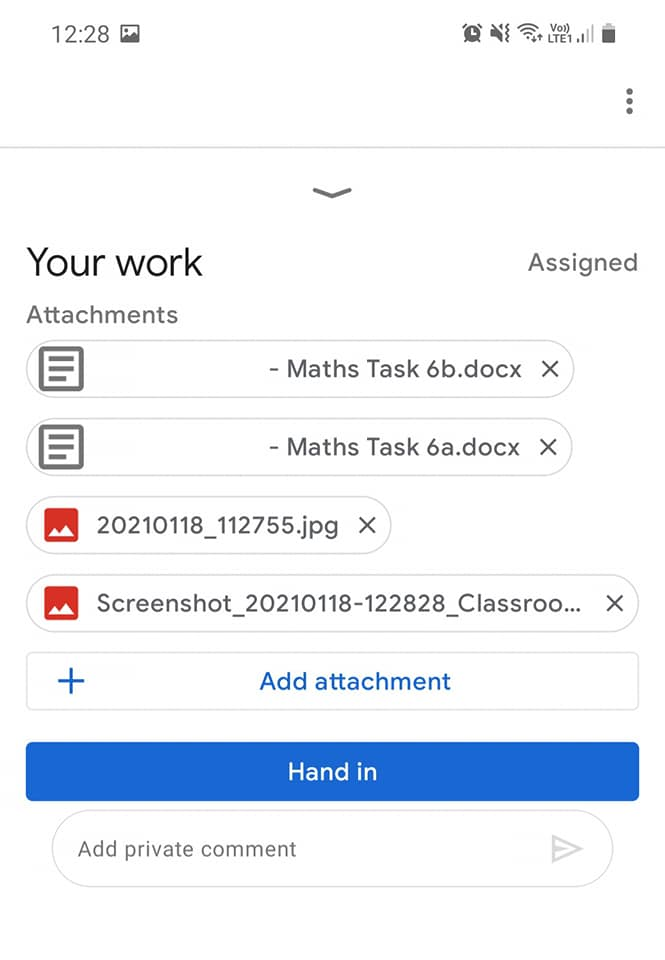 12:28 Vo) LTE1
Your work Assigned
Attachments
- Maths Task 6b.docx
- Maths Task 6a.docx
20210118_112755.jpg
Screenshot_20210118-122828_Classroo...
Add attachment
Hand in
Add private comment